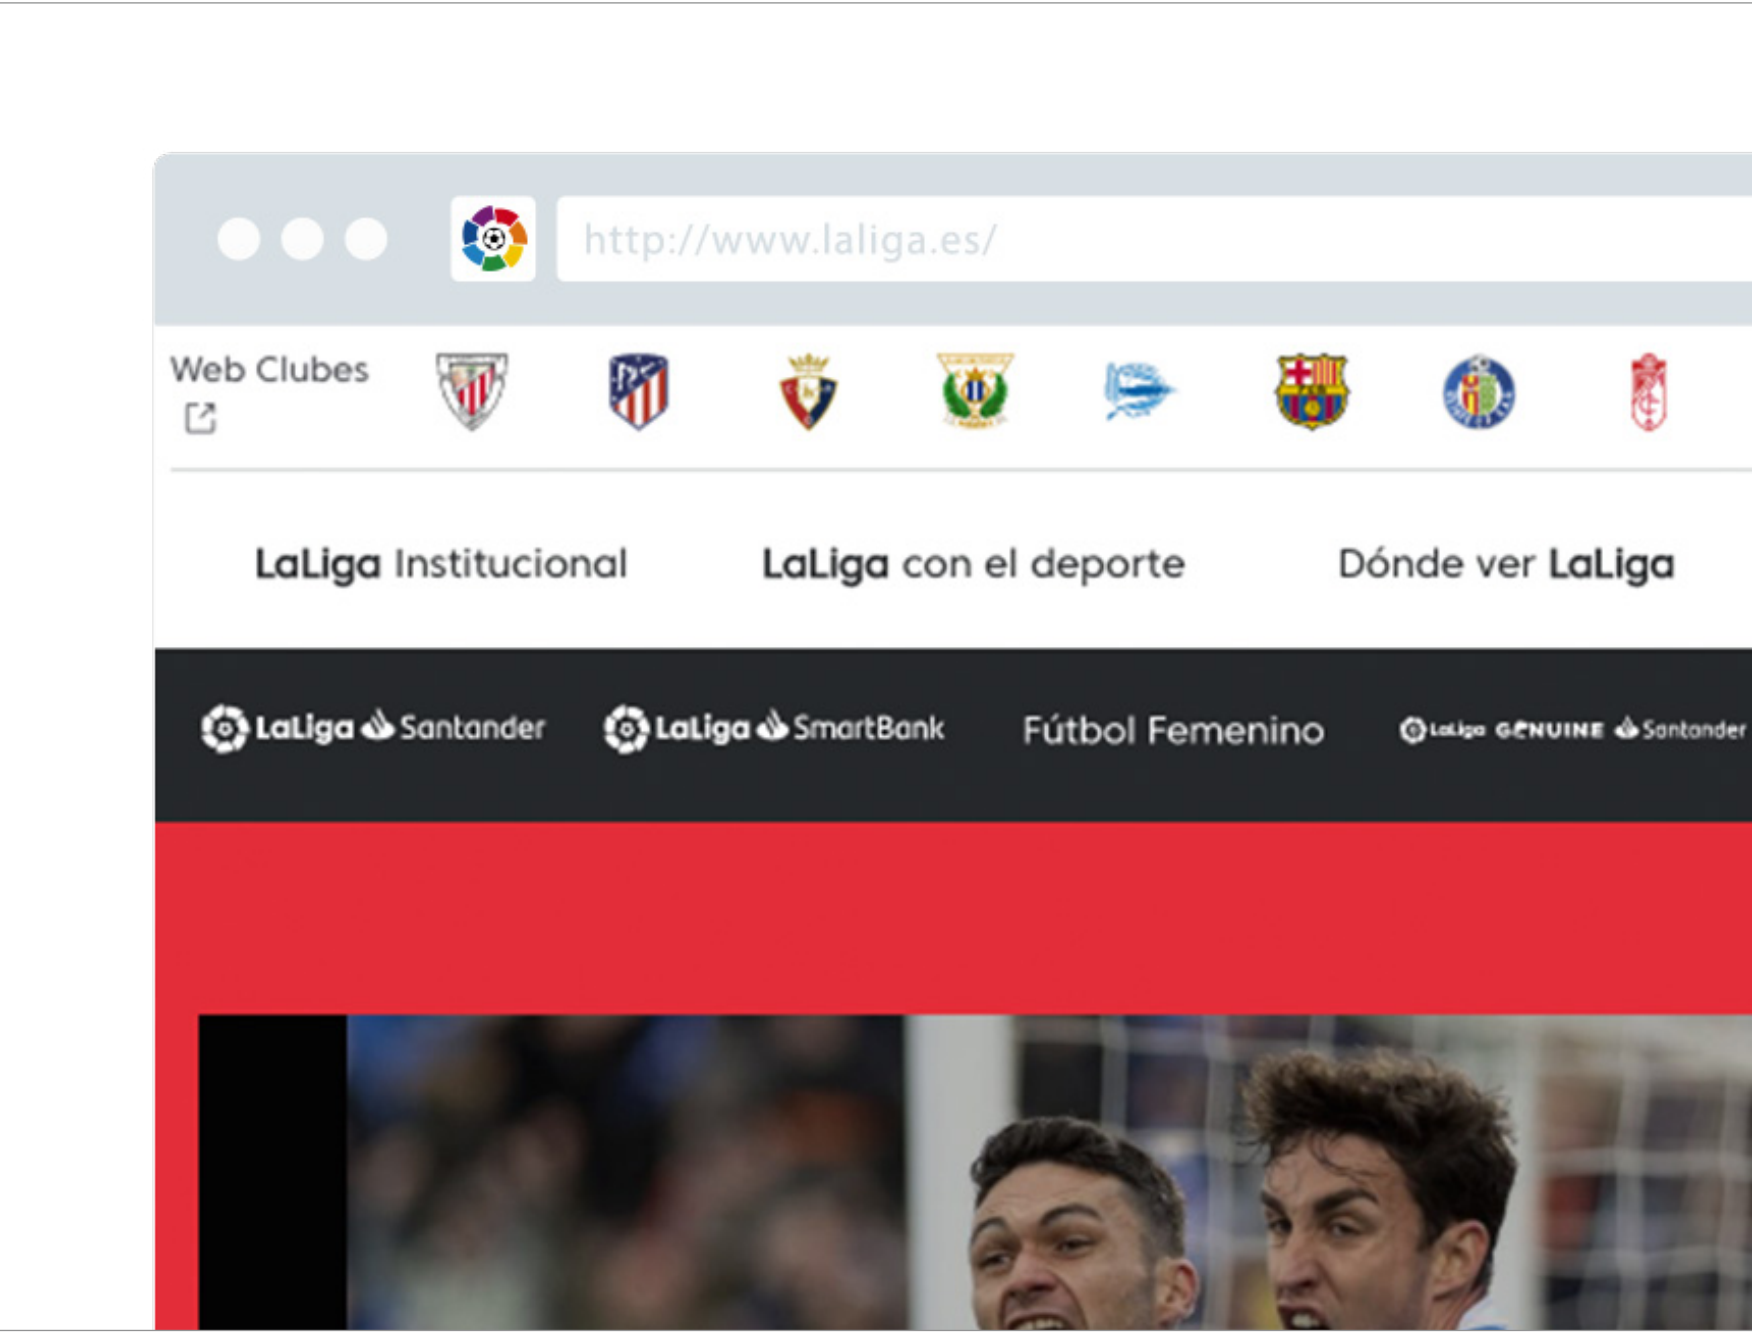 http://www.laliga.es/
Web Clubes
LaLiga Institucional LaLiga con el deporte Dónde ver LaLiga
LaLiga Santander LaLiga SmartBank Fútbol Femenino LaLiga GENUINE Santander